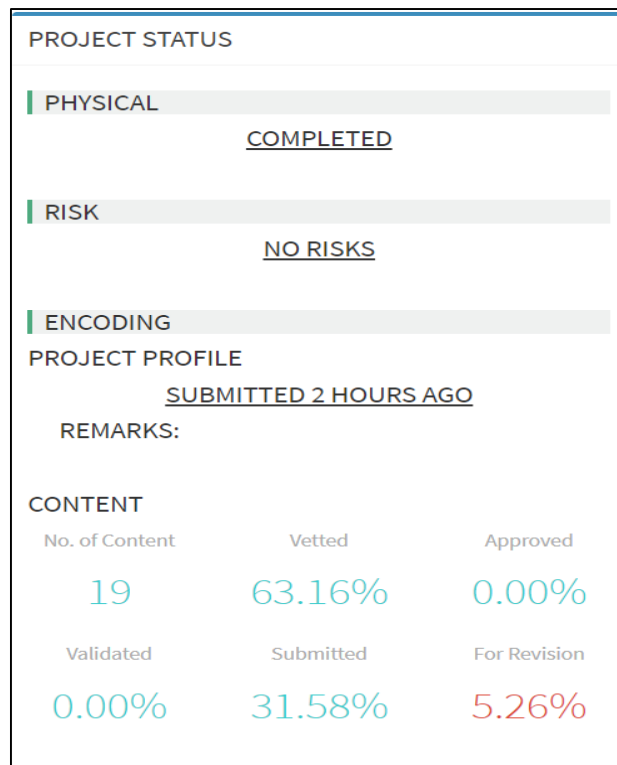 PROJECT STATUS
PHYSICAL
COMPLETED
RISK
NO RISKS
ENCODING
PROJECT PROFILE
SUBMITTED 2 HOURS AGO
REMARKS:
CONTENT
No. of Content Vetted Approved
19 63.16% 0.00%
Validated Submitted For Revision
0.00% 31.58% 5.26%